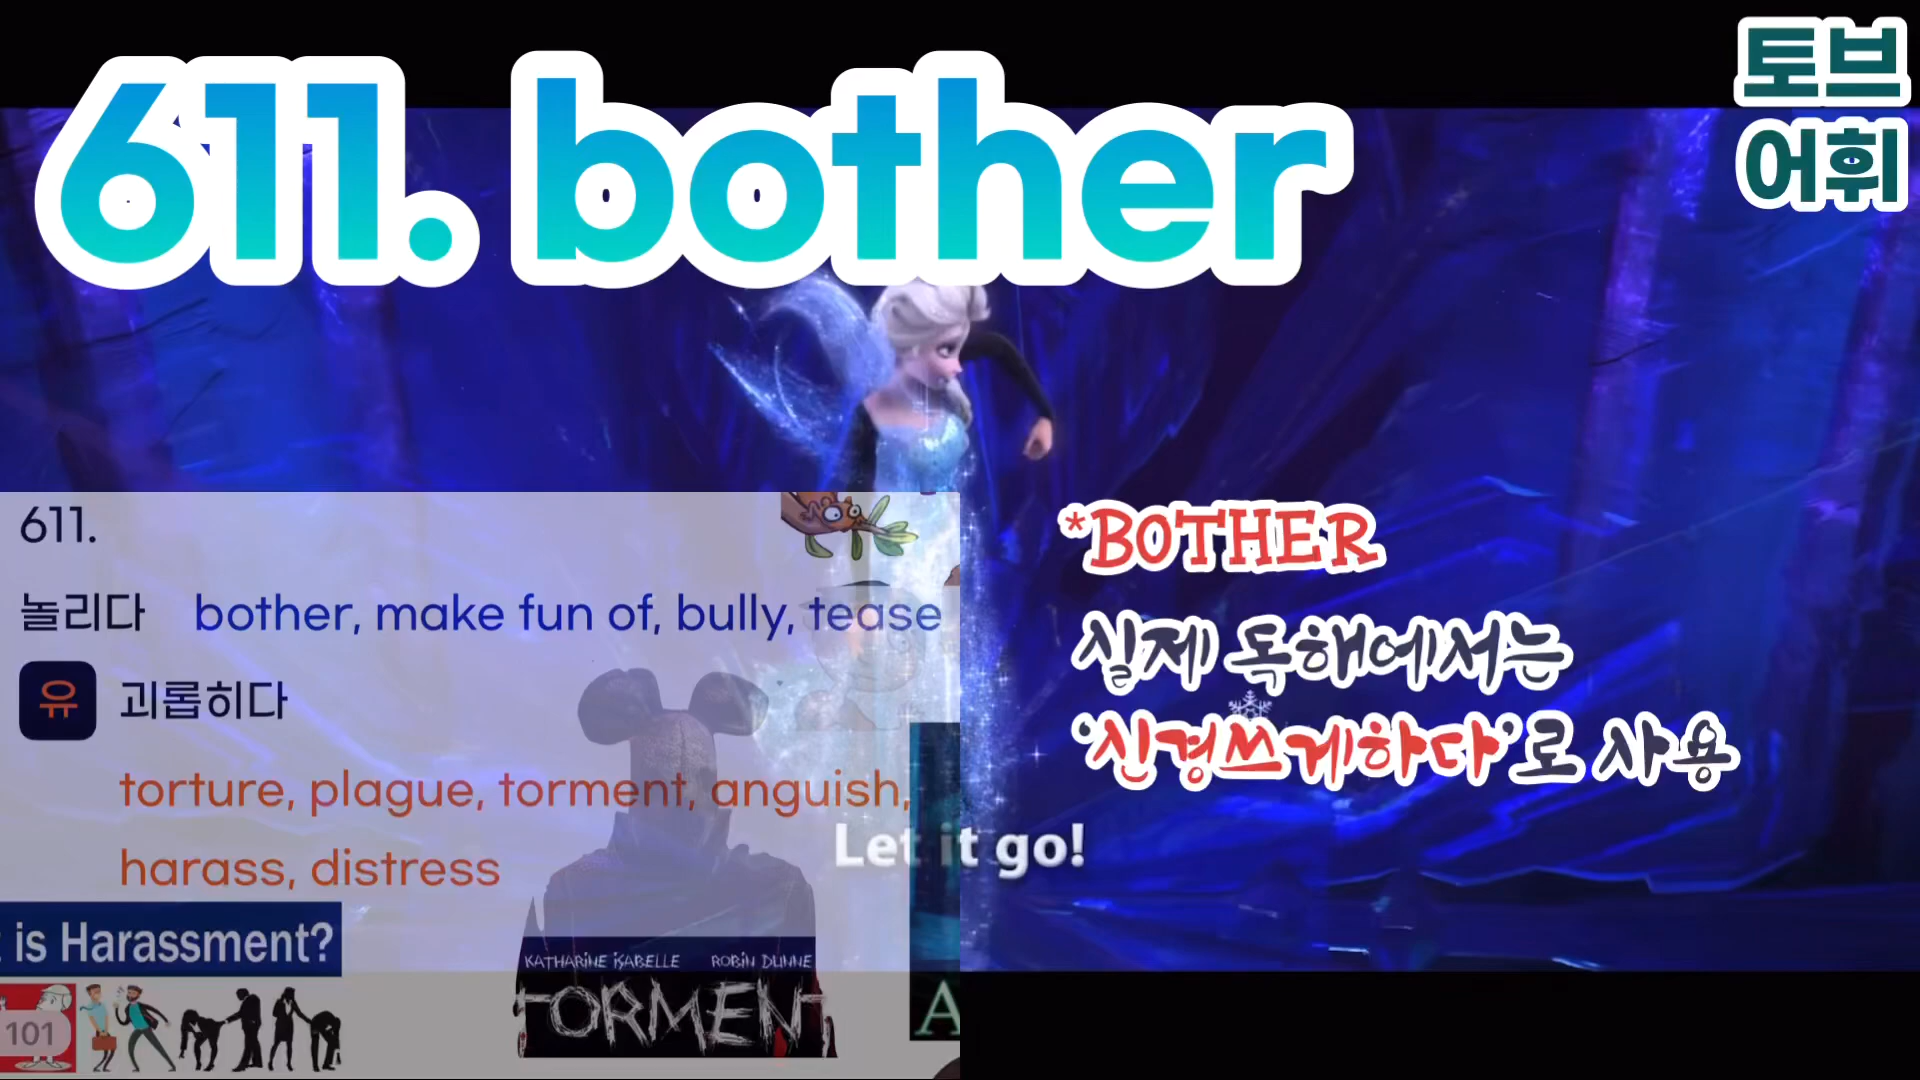 611. bother
토브
어휘
611.
놀리다 bother, make fun of, bully, tease
유 괴롭히다
torture, plague, torment, anguish,
harass, distress
is Harassment?
101
KATHARINE ISABELLE ROBIN DUNNE
TORMENT
A
*BOTHER
실제 독해에서는
'신경쓰게하다'로 사용
Let it go!